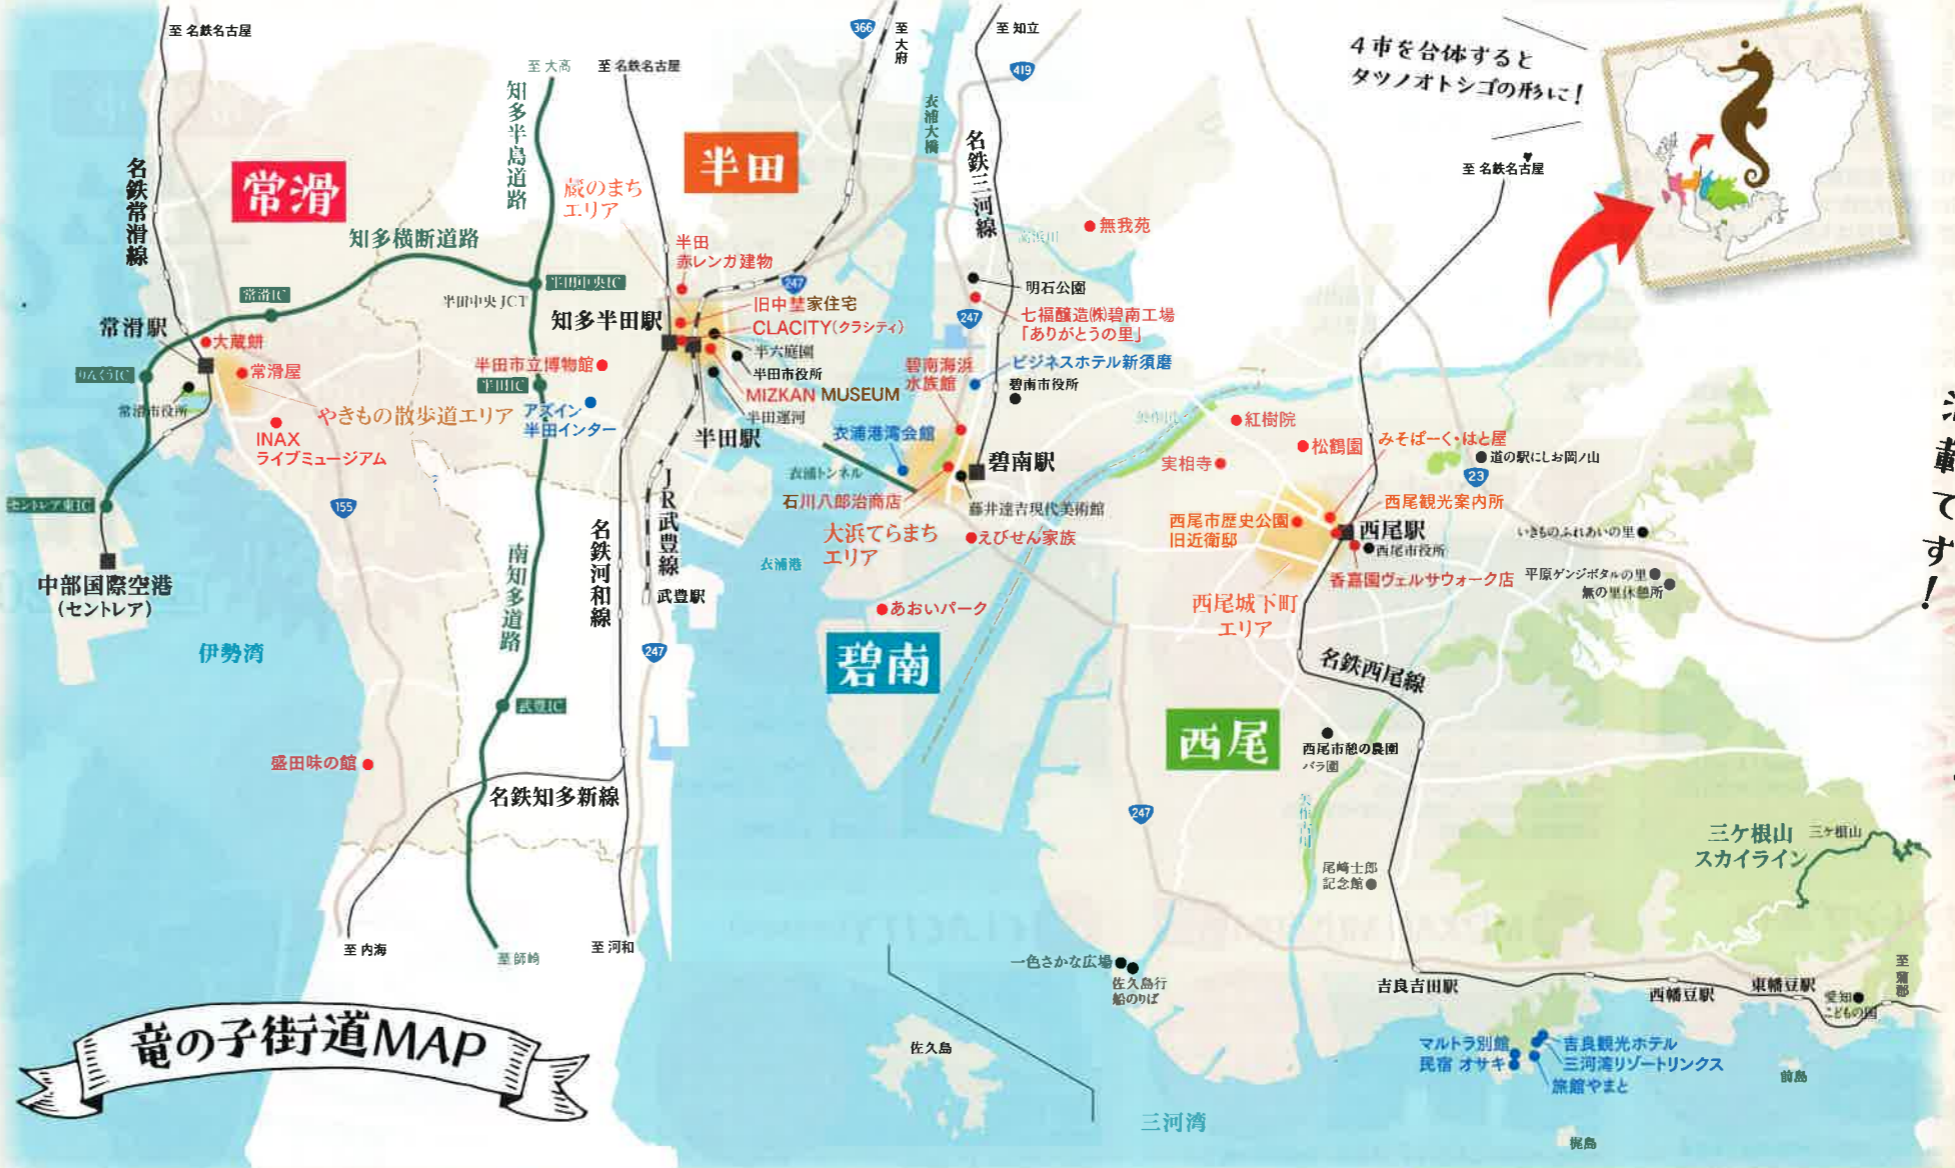 至 名鉄名古屋
名鉄常滑線
常滑
知多横断道路
常滑IC
常滑駅
大蔵餅
りんくうIC
常滑屋
常滑市役所
やきもの散歩道エリア
INAX
ライブミュージアム
セントレア東IC
中部国際空港
(セントレア)
伊勢湾
155
盛田味の館
至 大高
知多半島道路
半田中央IC
半田中央JCT
半田市立博物館
半田IC
アズイン
半田インター
南知多道路
武豊IC
名鉄知多新線
至 内海
至 師崎
至 河和
至 名鉄名古屋
半田
蔵のまち
エリア
半田
赤レンガ建物
知多半田駅
247
旧中埜家住宅
CLACITY(クラシティ)
半六庭園
半田市役所
MIZKAN MUSEUM
半田運河
半田駅
JR武豊線
名鉄河和線
武豊駅
247
366
至 大府
衣浦大橋
至 知立
419
名鉄三河線
高浜川
無我苑
明石公園
247
七福醸造㈱碧南工場
「ありがとうの里」
碧南海浜
水族館
ビジネスホテル新須磨
碧南市役所
衣浦港湾会館
衣浦トンネル
碧南駅
石川八郎治商店
藤井達吉現代美術館
大浜てらまち
エリア
えびせん家族
衣浦港
あおいパーク
碧南
矢作川
4市を合体すると
タツノオトシゴの形に!
至 名鉄名古屋
紅樹院
松鶴園
実相寺
みそぱーく・はと屋
道の駅にしお岡ノ山
23
西尾観光案内所
西尾市歴史公園
旧近衛邸
西尾駅
西尾市役所
香嘉園ヴェルサウォーク店
西尾城下町
エリア
いきものふれあいの里
平原ゲンジボタルの里
無の里休憩所
名鉄西尾線
西尾
西尾市憩の農園
バラ園
247
矢作古川
尾崎士郎
記念館
三ケ根山
スカイライン
三ケ根山
一色さかな広場
佐久島行
船のりば
吉良吉田駅
西幡豆駅
東幡豆駅
愛知
こどもの国
至 蒲郡
マルトラ別館
民宿 オサキ
吉良観光ホテル
三河湾リゾートリンクス
旅館やまと
前島
梶島
三河湾
佐久島
竜の子街道MAP
載です!